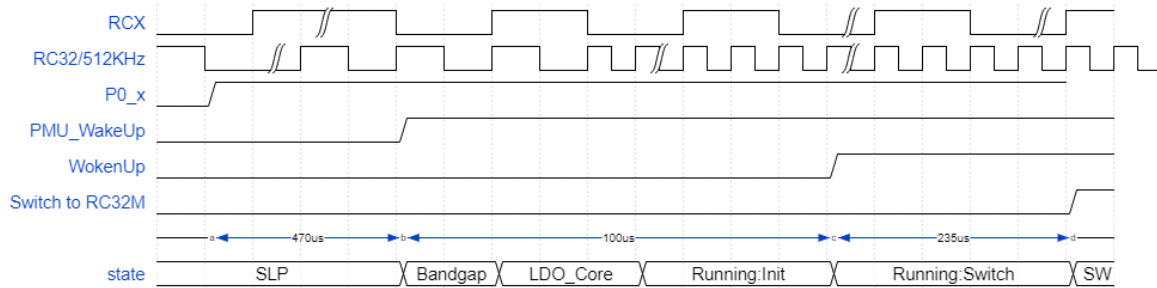 RCX
RC32/512KHz
P0_x
PMU_WakeUp
WokenUp
Switch to RC32M
a 470us b 100us c 235us d
state SLP Bandgap LDO_Core Running:Init Running:Switch SW